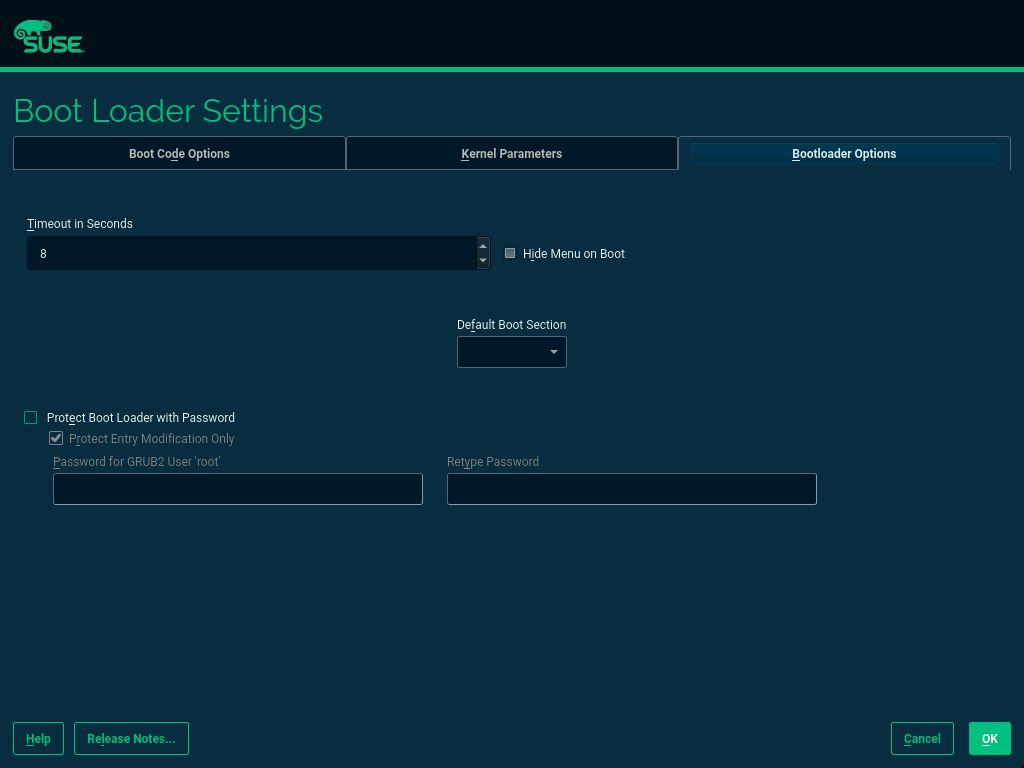 SUSE
Boot Loader Settings
Boot Code Options
Kernel Parameters
Bootloader Options
Timeout in Seconds
8
Hide Menu on Boot
Default Boot Section
Protect Boot Loader with Password
Protect Entry Modification Only
Password for GRUB2 User 'root'
Retype Password
Help
Release Notes...
Cancel
OK